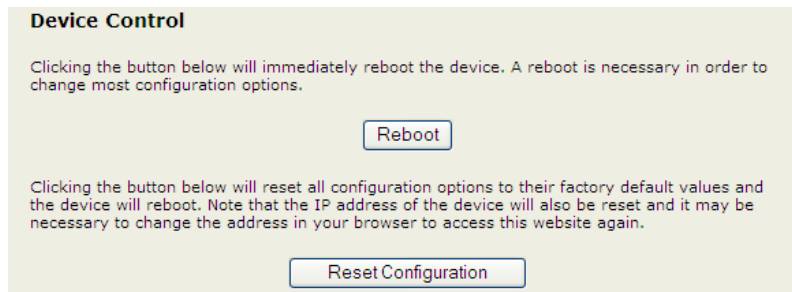 Device Control
Clicking the button below will immediately reboot the device. A reboot is necessary in order to
change most configuration options.
Reboot
Clicking the button below will reset all configuration options to their factory default values and
the device will reboot. Note that the IP address of the device will also be reset and it may be
necessary to change the address in your browser to access this website again.
Reset Configuration